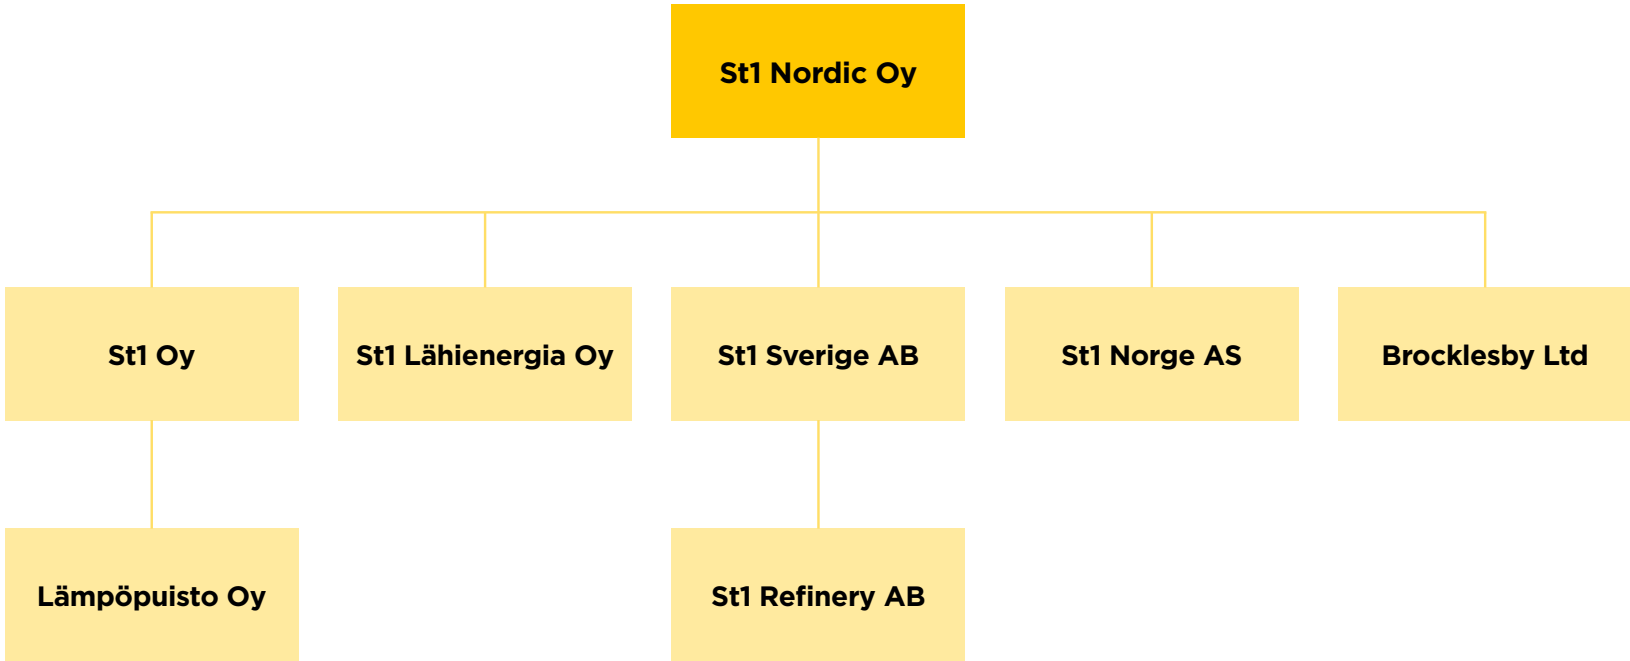 St1 Nordic Oy
St1 Oy
St1 Lähienergia Oy
St1 Sverige AB
St1 Norge AS
Brocklesby Ltd
Lämpöpuisto Oy
St1 Refinery AB